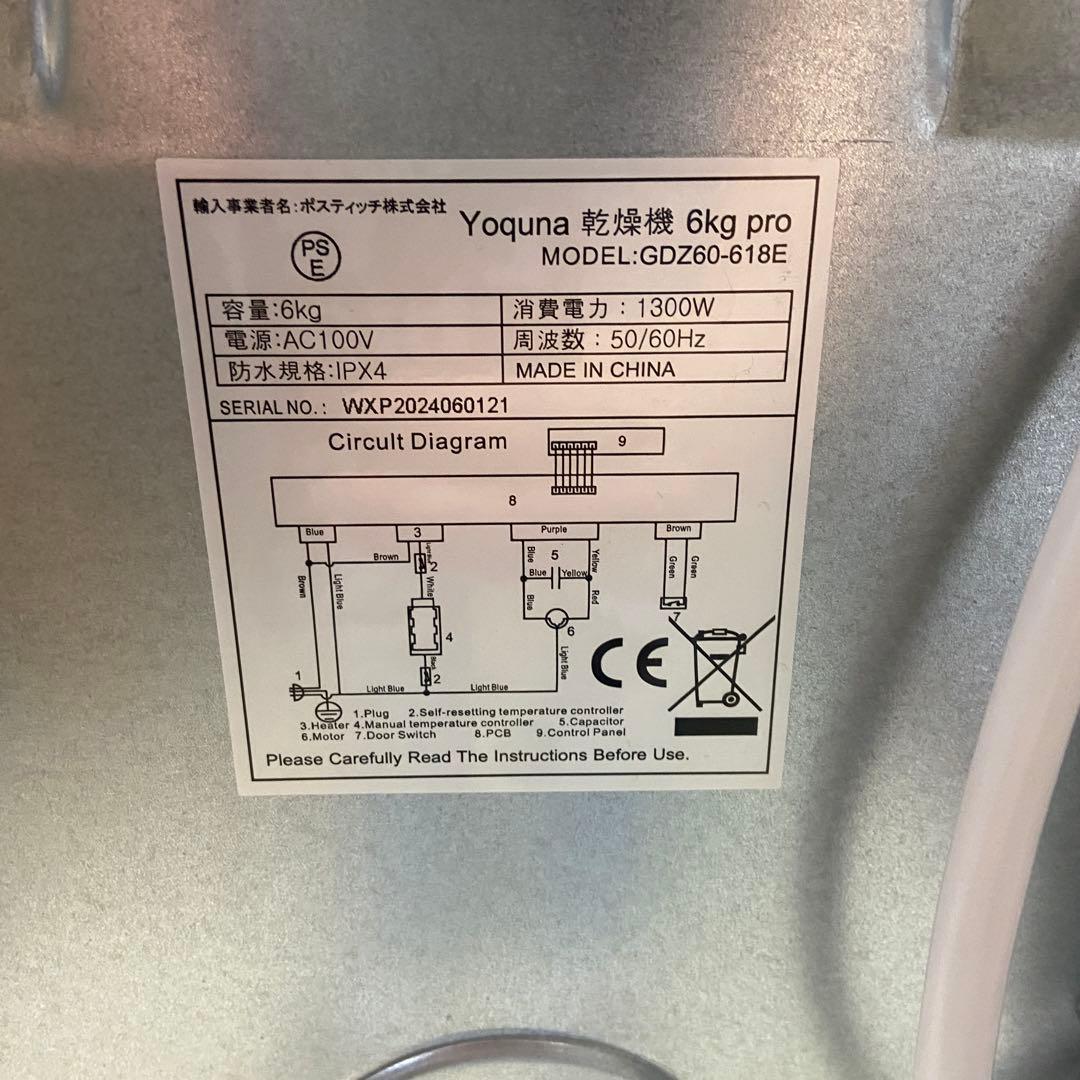 輸入事業者名:ポスティッチ株式会社
Yoquna 乾燥機 6kg pro
PS
E
MODEL:GDZ60-618E
容量:6kg
消費電力：1300W
電源:AC100V
周波数：50/60Hz
防水規格:IPX4
MADE IN CHINA
SERIAL NO.: WXP2024060121
Circult Diagram
9
8
Blue
3
Purple
Brown
Brown
2
White
Blue
5
Yellow
Green
Green
Blue
Yellow
Brown
Light Blue
Blue
Red
7
4
6
Light Blue
Black
2
1
Light Blue
Light Blue
CE
1.Plug 2.Self-resetting temperature controller
3.Heater 4.Manual temperature controller 5.Capacitor
6.Motor 7.Door Switch 8.PCB 9.Control Panel
Please Carefully Read The Instructions Before Use.